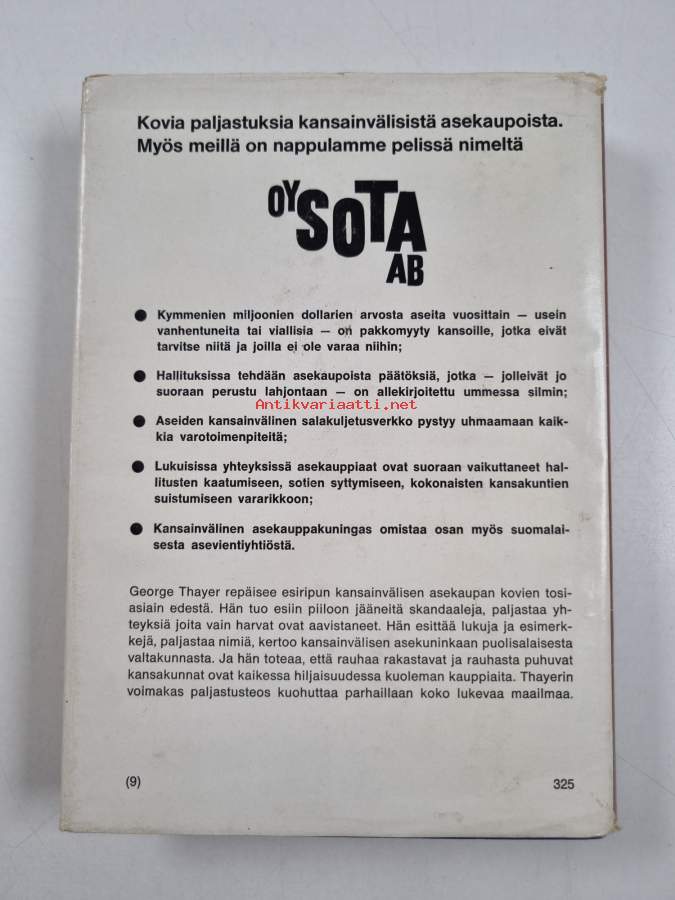 Kovia paljastuksia kansainvälisistä asekaupoista.
Myös meillä on nappulamme pelissä nimeltä
OY SOTA AB
● Kymmenien miljoonien dollarien arvosta aseita vuosittain — usein
vanhentuneita tai viallisia — on pakkomyyty kansoille, jotka eivät
tarvitse niitä ja joilla ei ole varaa niihin;
● Hallituksissa tehdään asekaupoista päätöksiä, jotka — jolleivät jo
suoraan perustu lahjontaan — on allekirjoitettu ummessa silmin;
Antikvariaatti.net
● Aseiden kansainvälinen salakuljetusverkko pystyy uhmaamaan kaik-
kia varotoimenpiteitä;
● Lukuisissa yhteyksissä asekauppiaat ovat suoraan vaikuttaneet hal-
litusten kaatumiseen, sotien syttymiseen, kokonaisten kansakuntien
suistumiseen vararikkoon;
● Kansainvälinen asekauppakuningas omistaa osan myös suomalai-
sesta asevientiyhtiöstä.
George Thayer repäisee esiripun kansainvälisen asekaupan kovien tosi-
asiain edestä. Hän tuo esiin piiloon jääneitä skandaaleja, paljastaa yh-
teyksiä joita vain harvat ovat aavistaneet. Hän esittää lukuja ja esimerk-
kejä, paljastaa nimiä, kertoo kansainvälisen asekuninkaan puolisalaisesta
valtakunnasta. Ja hän toteaa, että rauhaa rakastavat ja rauhasta puhuvat
kansakunnat ovat kaikessa hiljaisuudessa kuoleman kauppiaita. Thayerin
voimakas paljastusteos kuohuttaa parhaillaan koko lukevaa maailmaa.
(9) 325